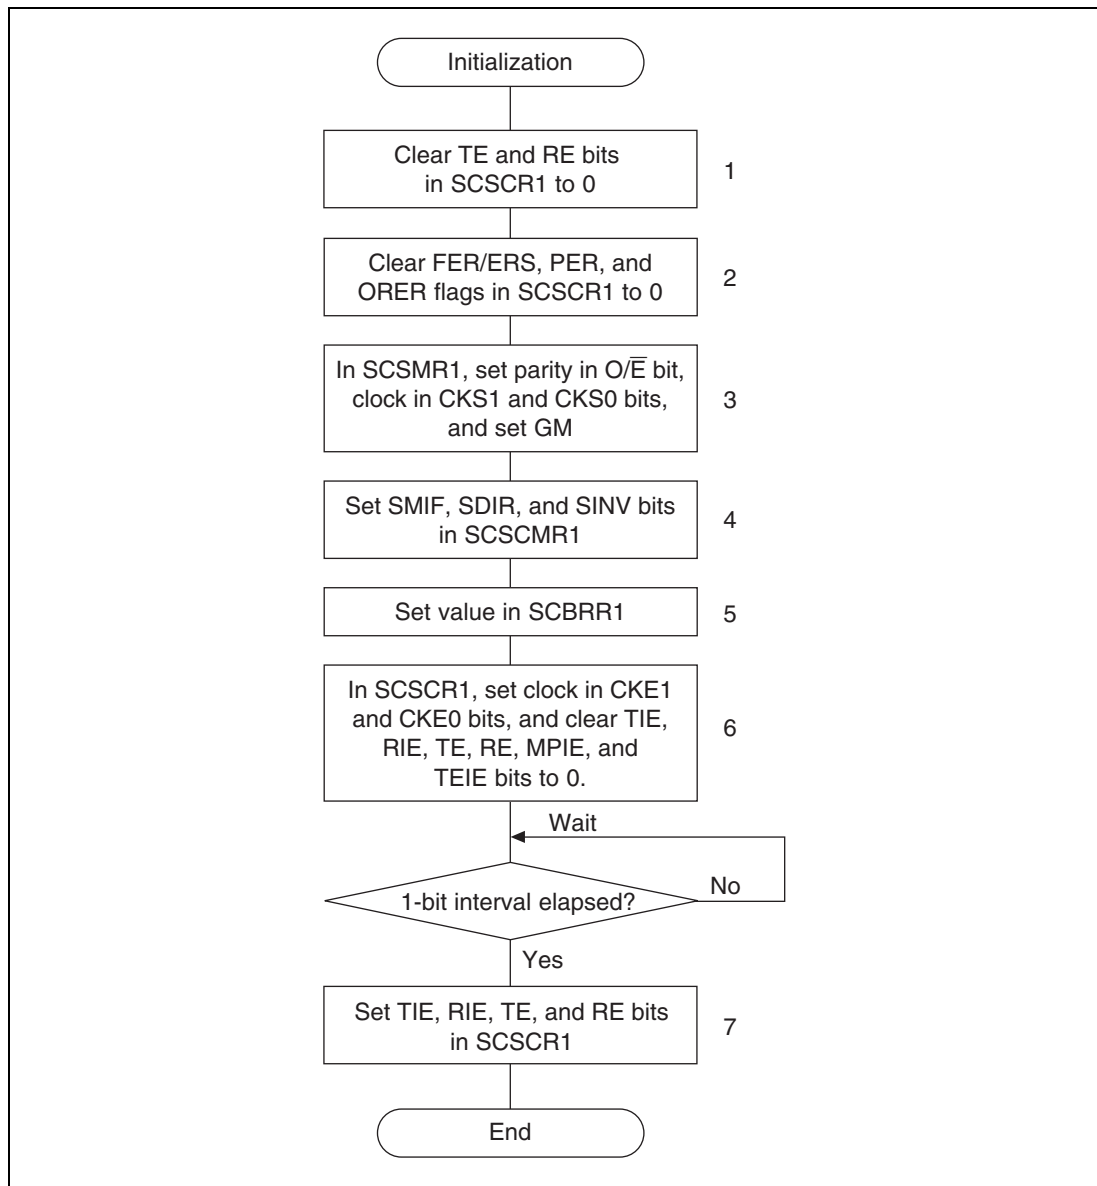 Initialization
Clear TE and RE bits
in SCSCR1 to 0
1
Clear FER/ERS, PER, and
ORER flags in SCSCR1 to 0
2
In SCSMR1, set parity in O/E̅ bit,
clock in CKS1 and CKS0 bits,
and set GM
3
Set SMIF, SDIR, and SINV bits
in SCSCMR1
4
Set value in SCBRR1
5
In SCSCR1, set clock in CKE1
and CKE0 bits, and clear TIE,
RIE, TE, RE, MPIE, and
TEIE bits to 0.
6
Wait
1-bit interval elapsed?
No
Yes
Set TIE, RIE, TE, and RE bits
in SCSCR1
7
End